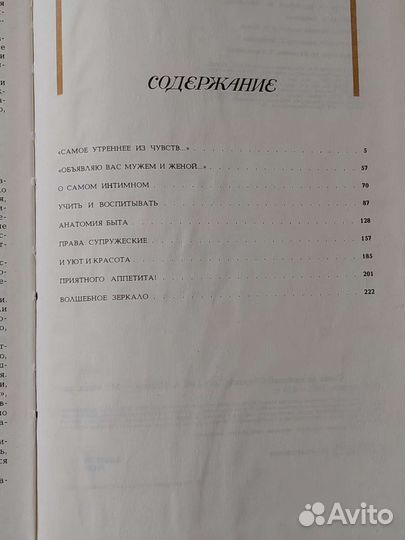 СОДЕРЖАНИЕ
«САМОЕ УТРЕННЕЕ ИЗ ЧУВСТВ...» 5
«ОБЪЯВЛЯЮ ВАС МУЖЕМ И ЖЕНОЙ...» 57
О САМОМ ИНТИМНОМ 70
УЧИТЬ И ВОСПИТЫВАТЬ 87
АНАТОМИЯ БЫТА 128
ПРАВА СУПРУЖЕСКИЕ 157
И УЮТ И КРАСОТА 185
ПРИЯТНОГО АППЕТИТА! 201
ВОЛШЕБНОЕ ЗЕРКАЛО 222
Avito